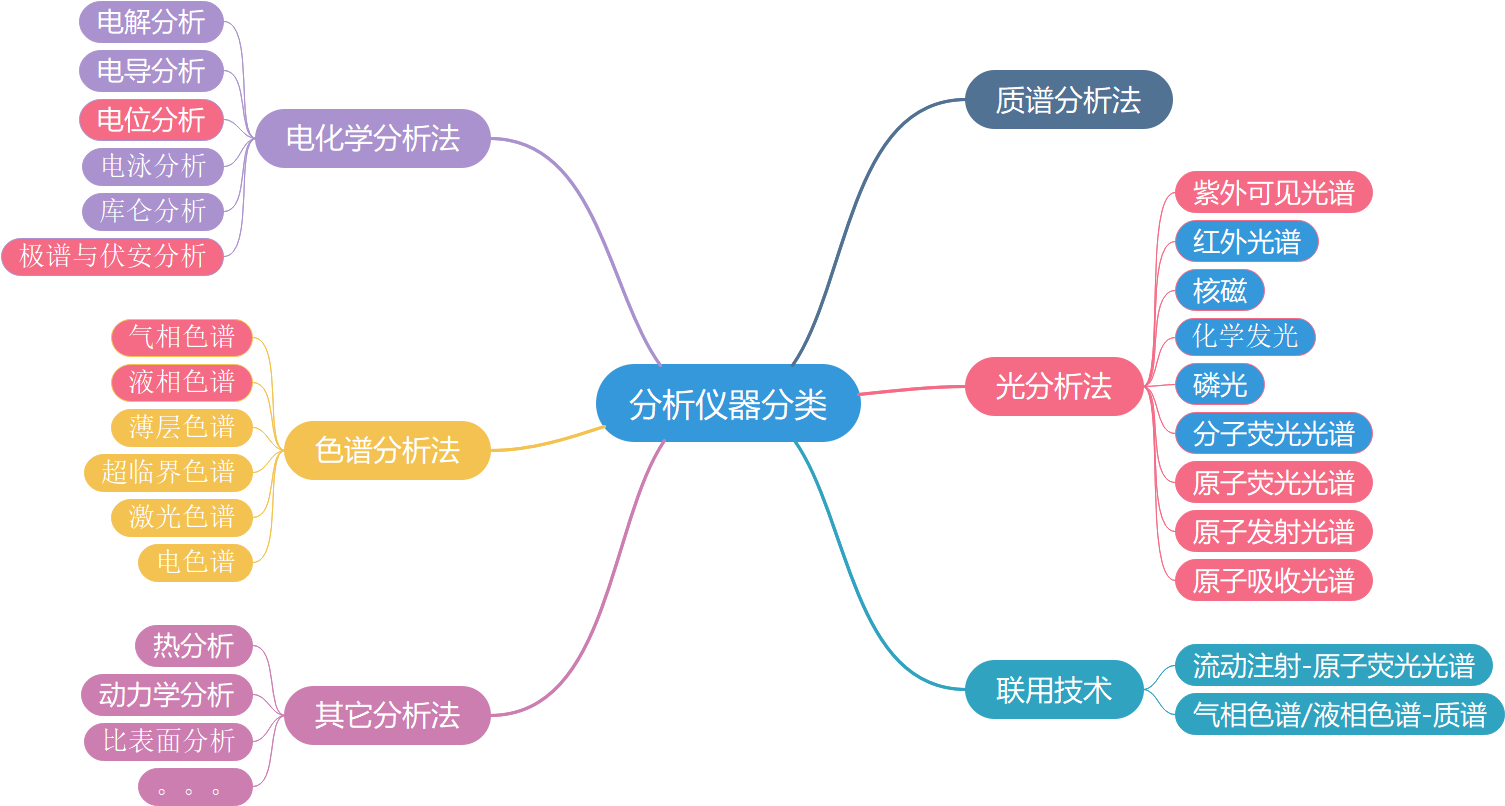 分析仪器分类
电化学分析法
电解分析
电导分析
电位分析
电泳分析
库仑分析
极谱与伏安分析
色谱分析法
气相色谱
液相色谱
薄层色谱
超临界色谱
激光色谱
电色谱
其它分析法
热分析
动力学分析
比表面分析
。。。
质谱分析法
光分析法
紫外可见光谱
红外光谱
核磁
化学发光
磷光
分子荧光光谱
原子荧光光谱
原子发射光谱
原子吸收光谱
联用技术
流动注射-原子荧光光谱
气相色谱/液相色谱-质谱